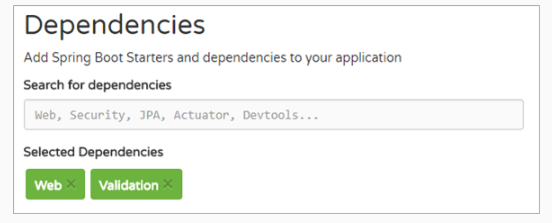 Dependencies
Add Spring Boot Starters and dependencies to your application
Search for dependencies
Web, Security, JPA, Actuator, Devtools...
Selected Dependencies
Web × Validation ×